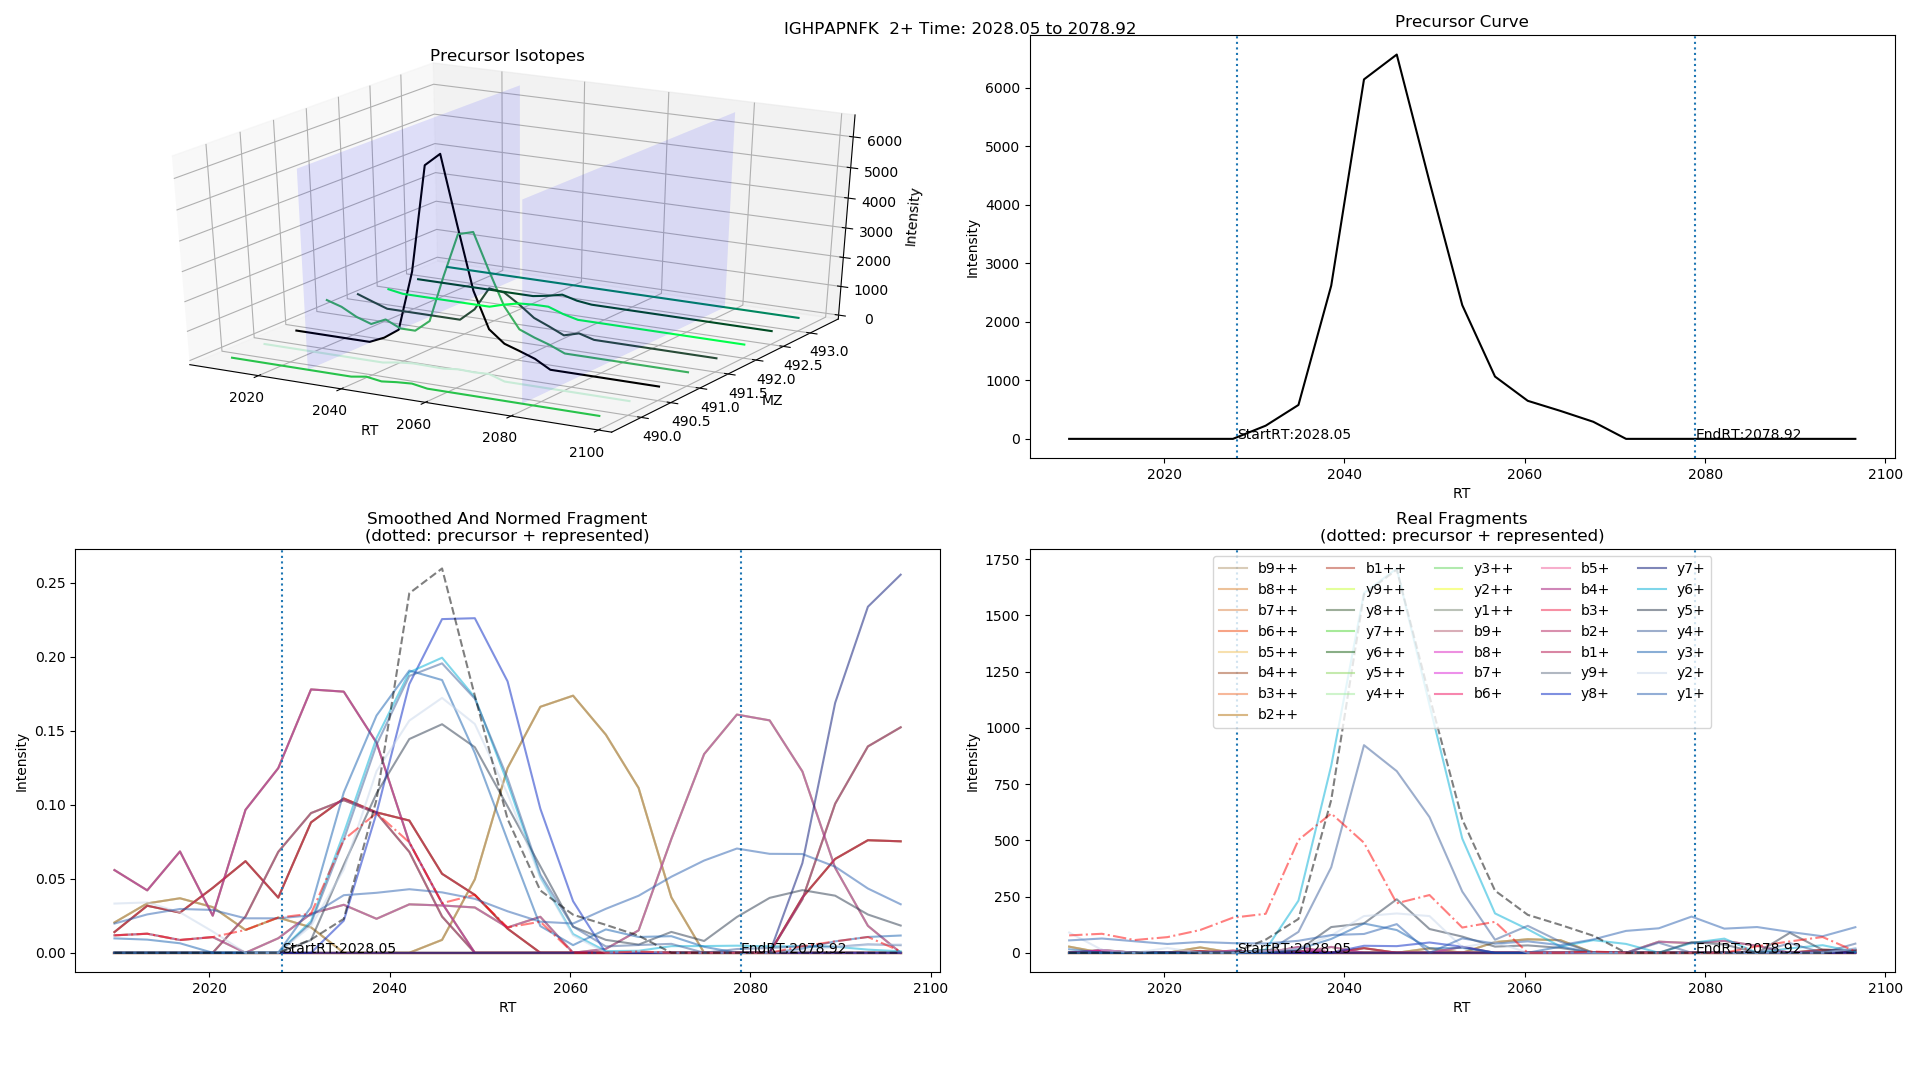 IGHPAPNFK  2+ Time: 2028.05 to 2078.92
Precursor Isotopes
6000
5000
4000
3000
2000
1000
0
Intensity
493.0
492.5
492.0
491.5
491.0
490.5
490.0
MZ
2020
2040
2060
2080
2100
RT
Precursor Curve
6000
5000
4000
3000
2000
1000
0
Intensity
StartRT:2028.05
EndRT:2078.92
2020
2040
2060
2080
2100
RT
Smoothed And Normed Fragment
(dotted: precursor + represented)
0.25
0.20
0.15
0.10
0.05
0.00
Intensity
StartRT:2028.05
EndRT:2078.92
2020
2040
2060
2080
2100
RT
Real Fragments
(dotted: precursor + represented)
1750
1500
1250
1000
750
500
250
0
Intensity
b9++
b8++
b7++
b6++
b5++
b4++
b3++
b2++
b1++
y9++
y8++
y7++
y6++
y5++
y4++
y3++
y2++
y1++
b9+
b8+
b7+
b6+
b5+
b4+
b3+
b2+
b1+
y9+
y8+
y7+
y6+
y5+
y4+
y3+
y2+
y1+
StartRT:2028.05
EndRT:2078.92
2020
2040
2060
2080
2100
RT